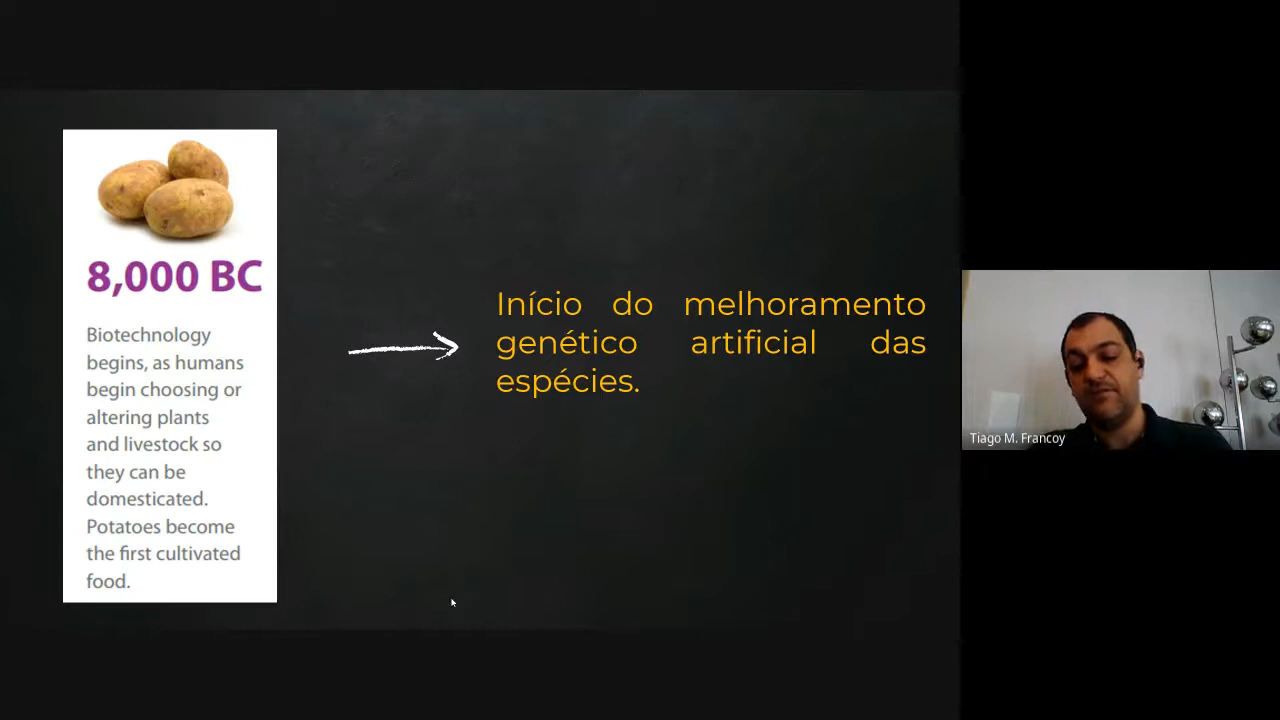 8,000 BC
Biotechnology
begins, as humans
begin choosing or
altering plants
and livestock so
they can be
domesticated.
Potatoes become
the first cultivated
food.
Início do melhoramento
genético artificial das
espécies.
Tiago M. Francoy